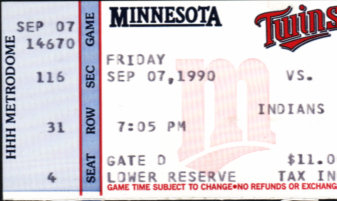 HHH METRODOME
SEP 07
14670
GAME
116
SEC
31
ROW
4
SEAT
MINNESOTA
Twins
FRIDAY
SEP 07,1990 VS.
INDIANS
7:05 PM
GATE D $11.0
LOWER RESERVE TAX IN
GAME TIME SUBJECT TO CHANGE•NO REFUNDS OR EXCHANG